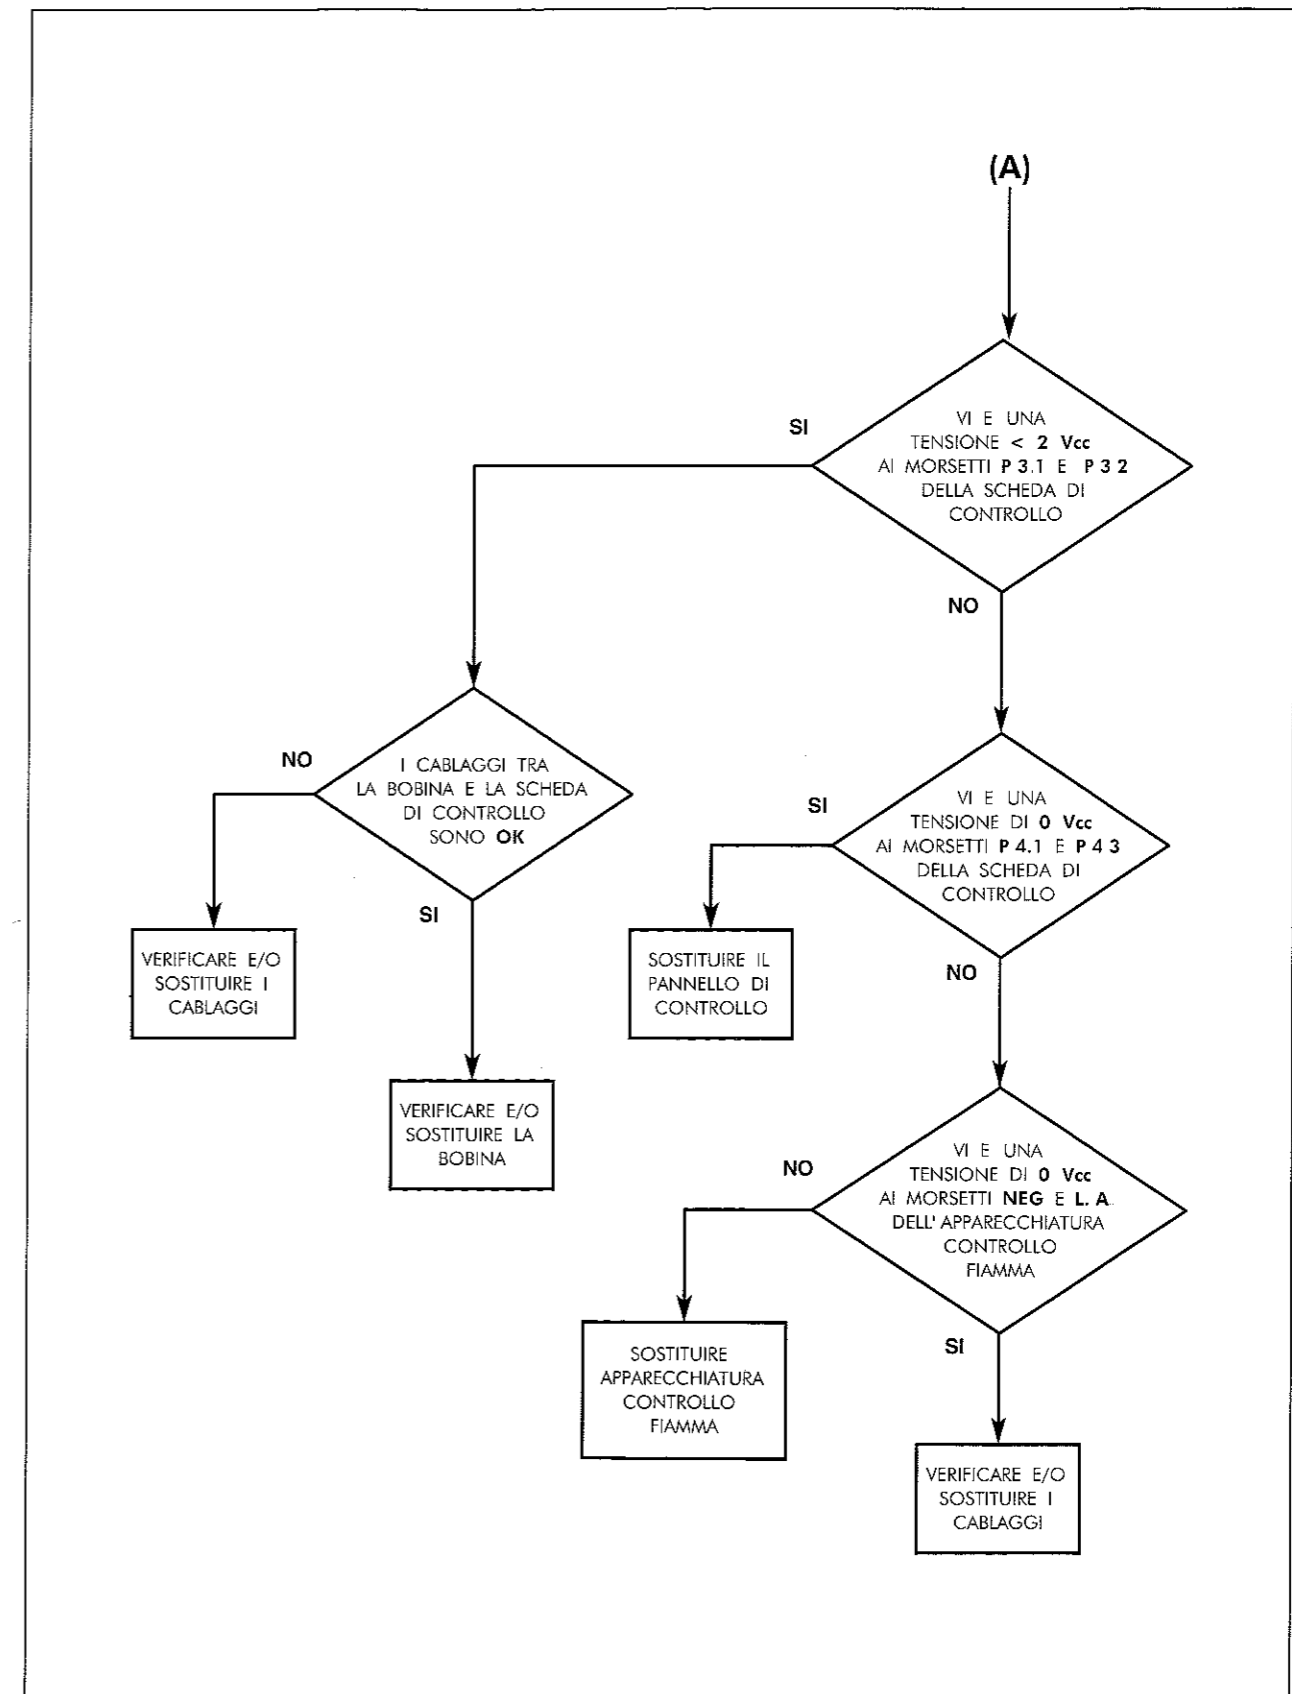 (A)
SI
VI E UNA
TENSIONE < 2 Vcc
AI MORSETTI P 3.1 E P 3 2
DELLA SCHEDA DI
CONTROLLO
NO
NO
I CABLAGGI TRA
LA BOBINA E LA SCHEDA
DI CONTROLLO
SONO OK
SI
SI
VI E UNA
TENSIONE DI 0 Vcc
AI MORSETTI P 4.1 E P 4 3
DELLA SCHEDA DI
CONTROLLO
NO
VERIFICARE E/O
SOSTITUIRE I
CABLAGGI
SOSTITUIRE IL
PANNELLO DI
CONTROLLO
VERIFICARE E/O
SOSTITUIRE LA
BOBINA
NO
VI E UNA
TENSIONE DI 0 Vcc
AI MORSETTI NEG E L. A.
DELL'APPARECCHIATURA
CONTROLLO
FIAMMA
SI
SOSTITUIRE
APPARECCHIATURA
CONTROLLO
FIAMMA
VERIFICARE E/O
SOSTITUIRE I
CABLAGGI